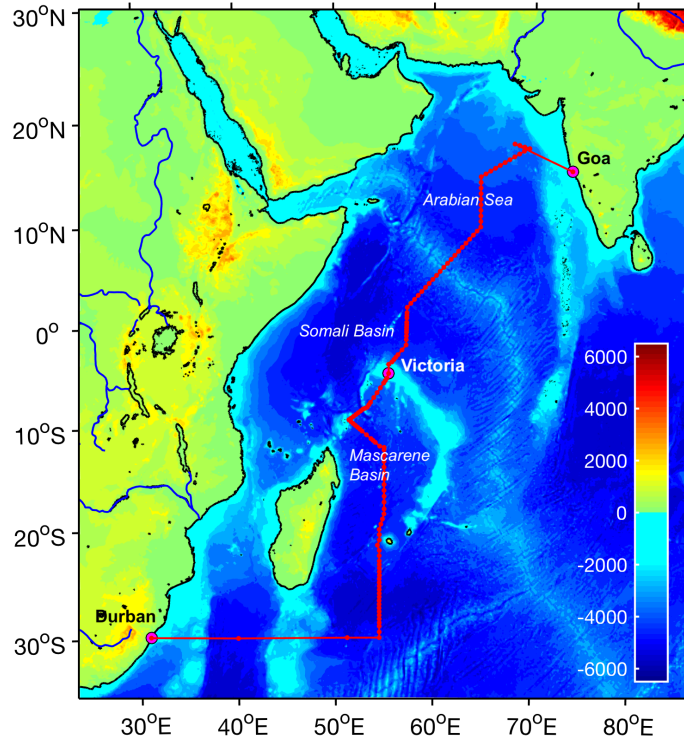 30°N
20°N
10°N
0°
10°S
20°S
30°S
Goa
Arabian Sea
Somali Basin
Victoria
Mascarene
Basin
Durban
6000
4000
2000
0
-2000
-4000
-6000
30°E
40°E
50°E
60°E
70°E
80°E